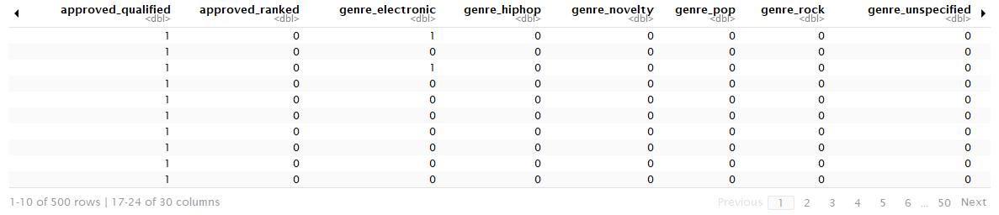 approved_qualified approved_ranked genre_electronic genre_hiphop genre_novelty genre_pop genre_rock genre_unspecified
<dbl> <dbl> <dbl> <dbl> <dbl> <dbl> <dbl> <dbl>
1 0 1 0 0 0 0 0
1 0 0 0 0 0 0 0
1 0 1 0 0 0 0 0
1 0 0 0 0 0 0 0
1 0 0 0 0 0 0 0
1 0 0 0 0 0 0 0
1 0 0 0 0 0 0 0
1 0 0 0 0 0 0 0
1 0 0 0 0 0 0 0
1 0 0 0 0 0 0 0
1-10 of 500 rows | 17-24 of 30 columns Previous 1 2 3 4 5 6 ... 50 Next